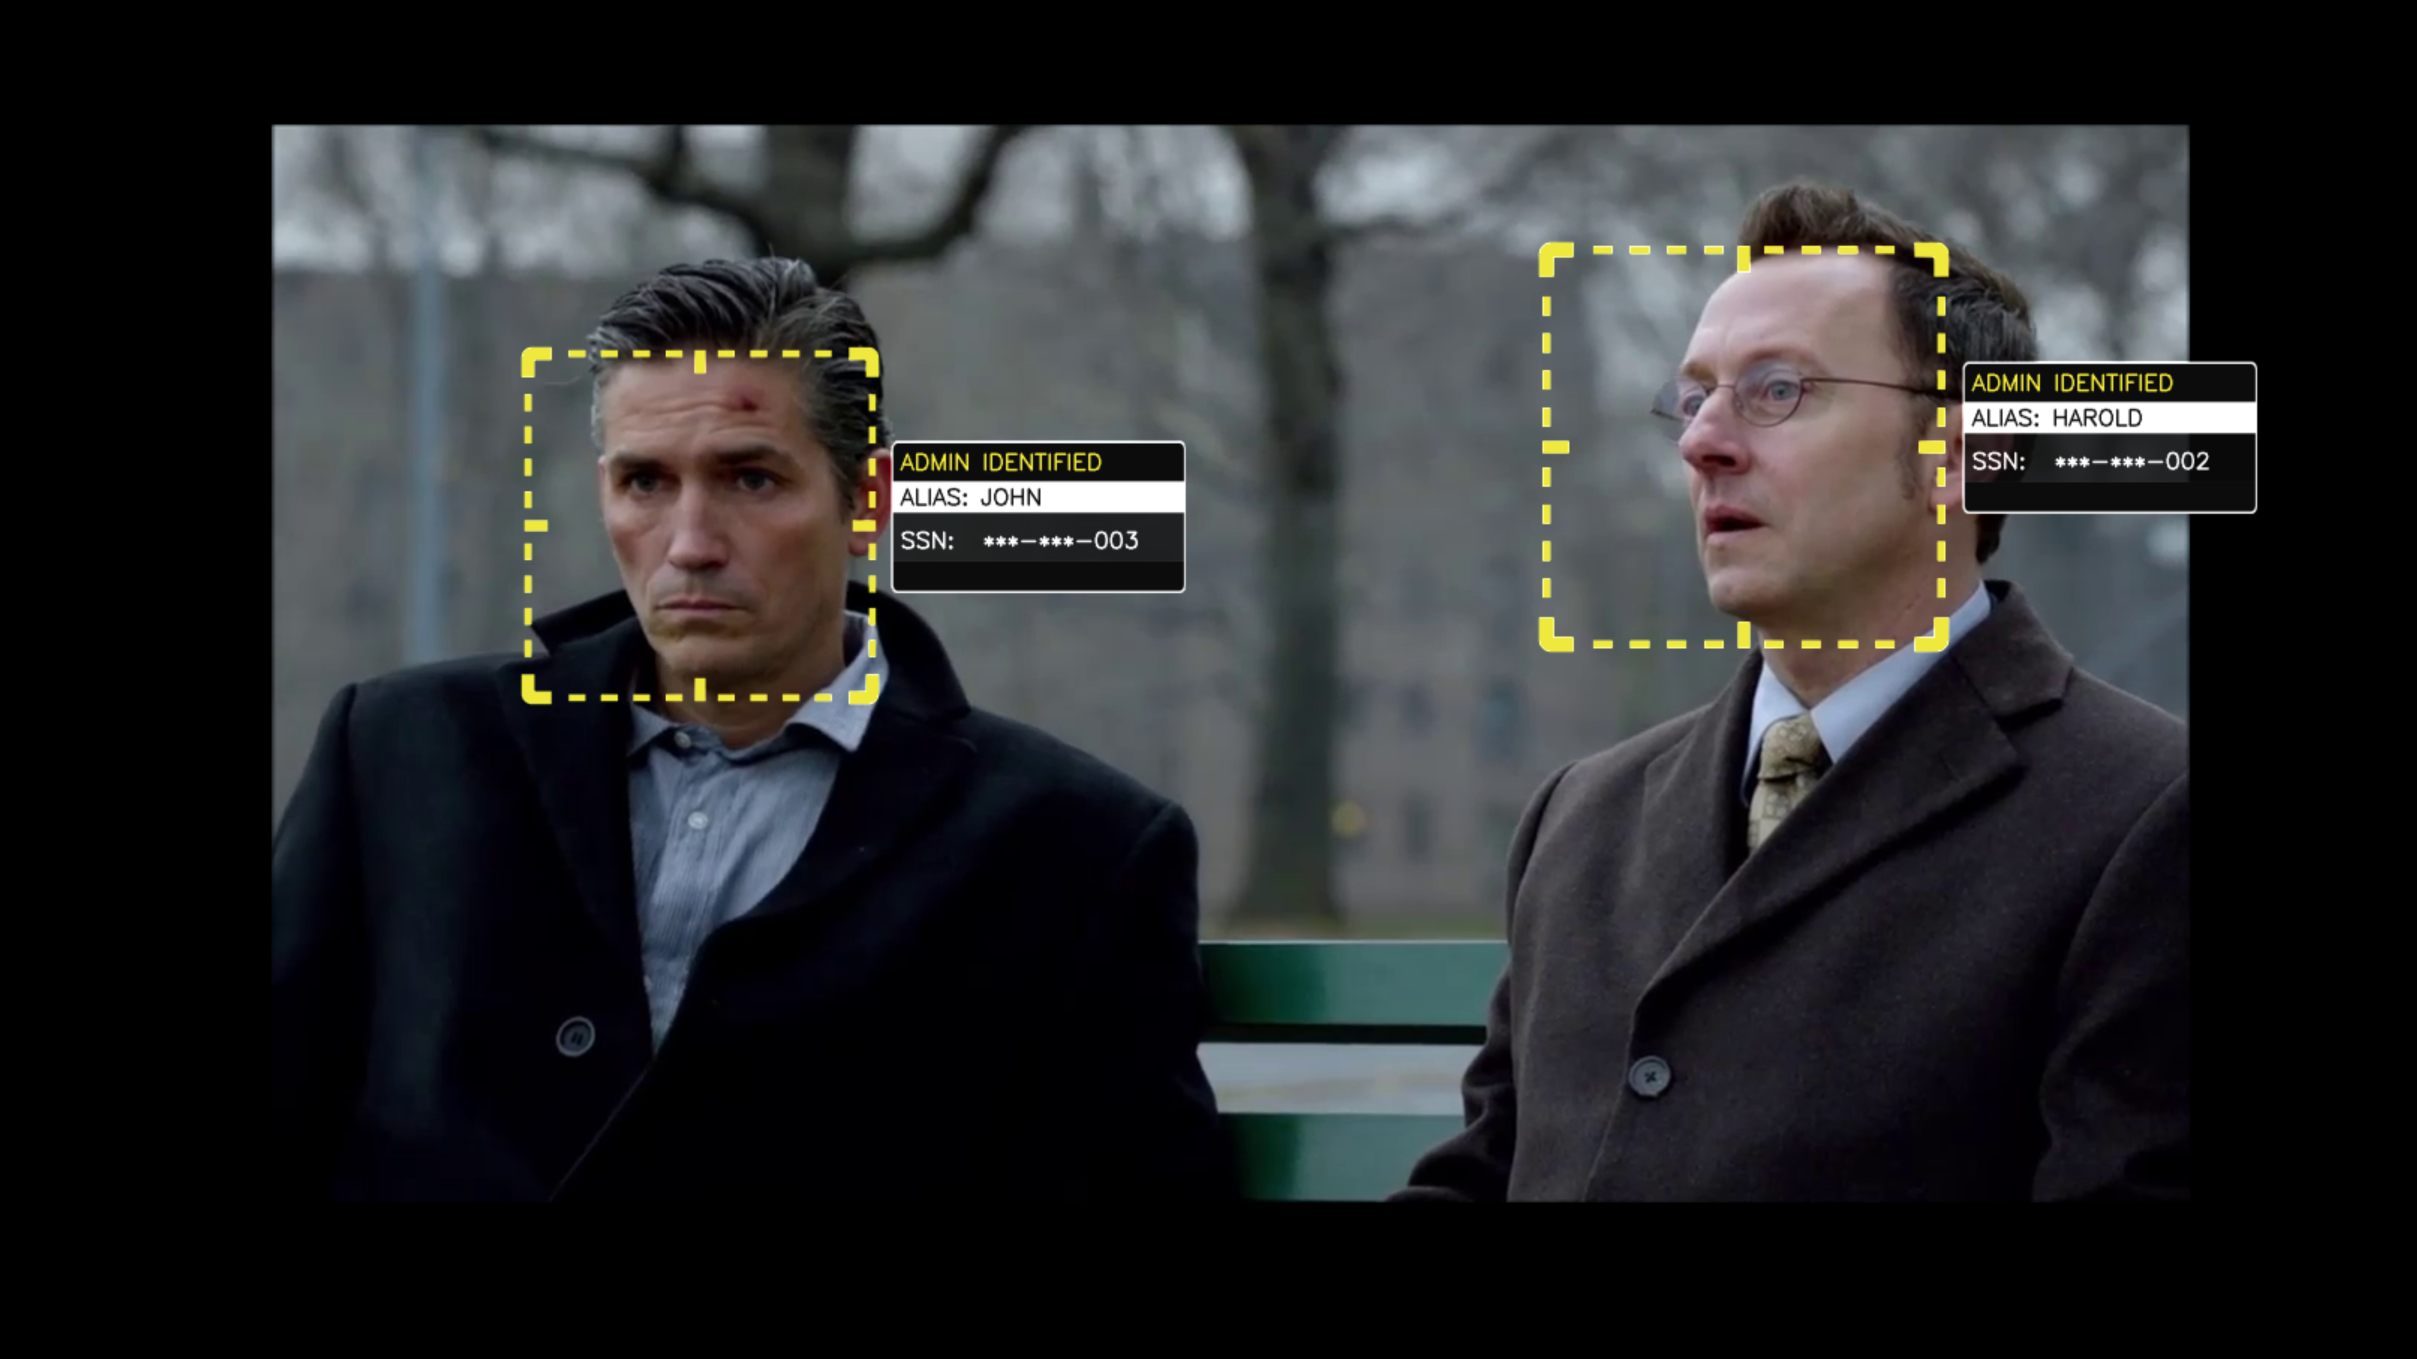 ADMIN IDENTIFIED
ALIAS: JOHN
SSN: ***-***-003
ADMIN IDENTIFIED
ALIAS: HAROLD
SSN: ***-***-002